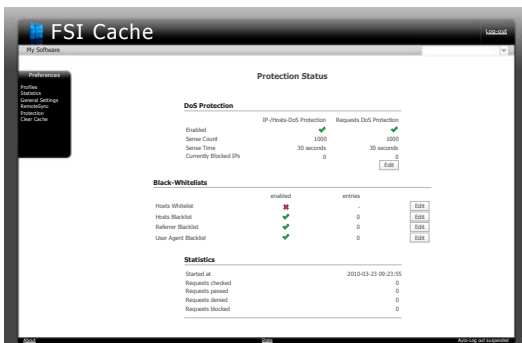 FSI Cache
Log-out
My Software
Preferences
Profiles
Statistics
General Settings
RemoteSync
Protection
Clear Cache
Protection Status
DoS Protection
IP-/Hosts-DoS Protection Requests DoS Protection
Enabled
Sense Count 1000 1000
Sense Time 30 seconds 30 seconds
Currently Blocked IPs 0 0
Edit
Black-Whitelists
enabled entries
Hosts Whitelist - Edit
Hosts Blacklist 0 Edit
Referrer Blacklist 0 Edit
User Agent Blacklist 0 Edit
Statistics
Started at 2010-03-23 09:23:55
Requests checked 0
Requests passed 0
Requests denied 0
Requests blocked 0
About State Auto-Log out suspended